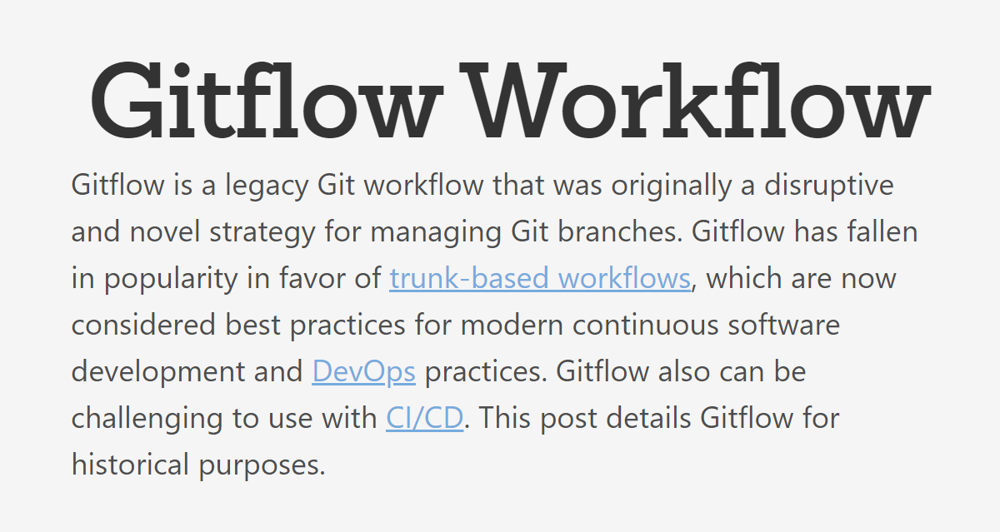 Gitflow Workflow
Gitflow is a legacy Git workflow that was originally a disruptive
and novel strategy for managing Git branches. Gitflow has fallen
in popularity in favor of trunk-based workflows, which are now
considered best practices for modern continuous software
development and DevOps practices. Gitflow also can be
challenging to use with CI/CD. This post details Gitflow for
historical purposes.